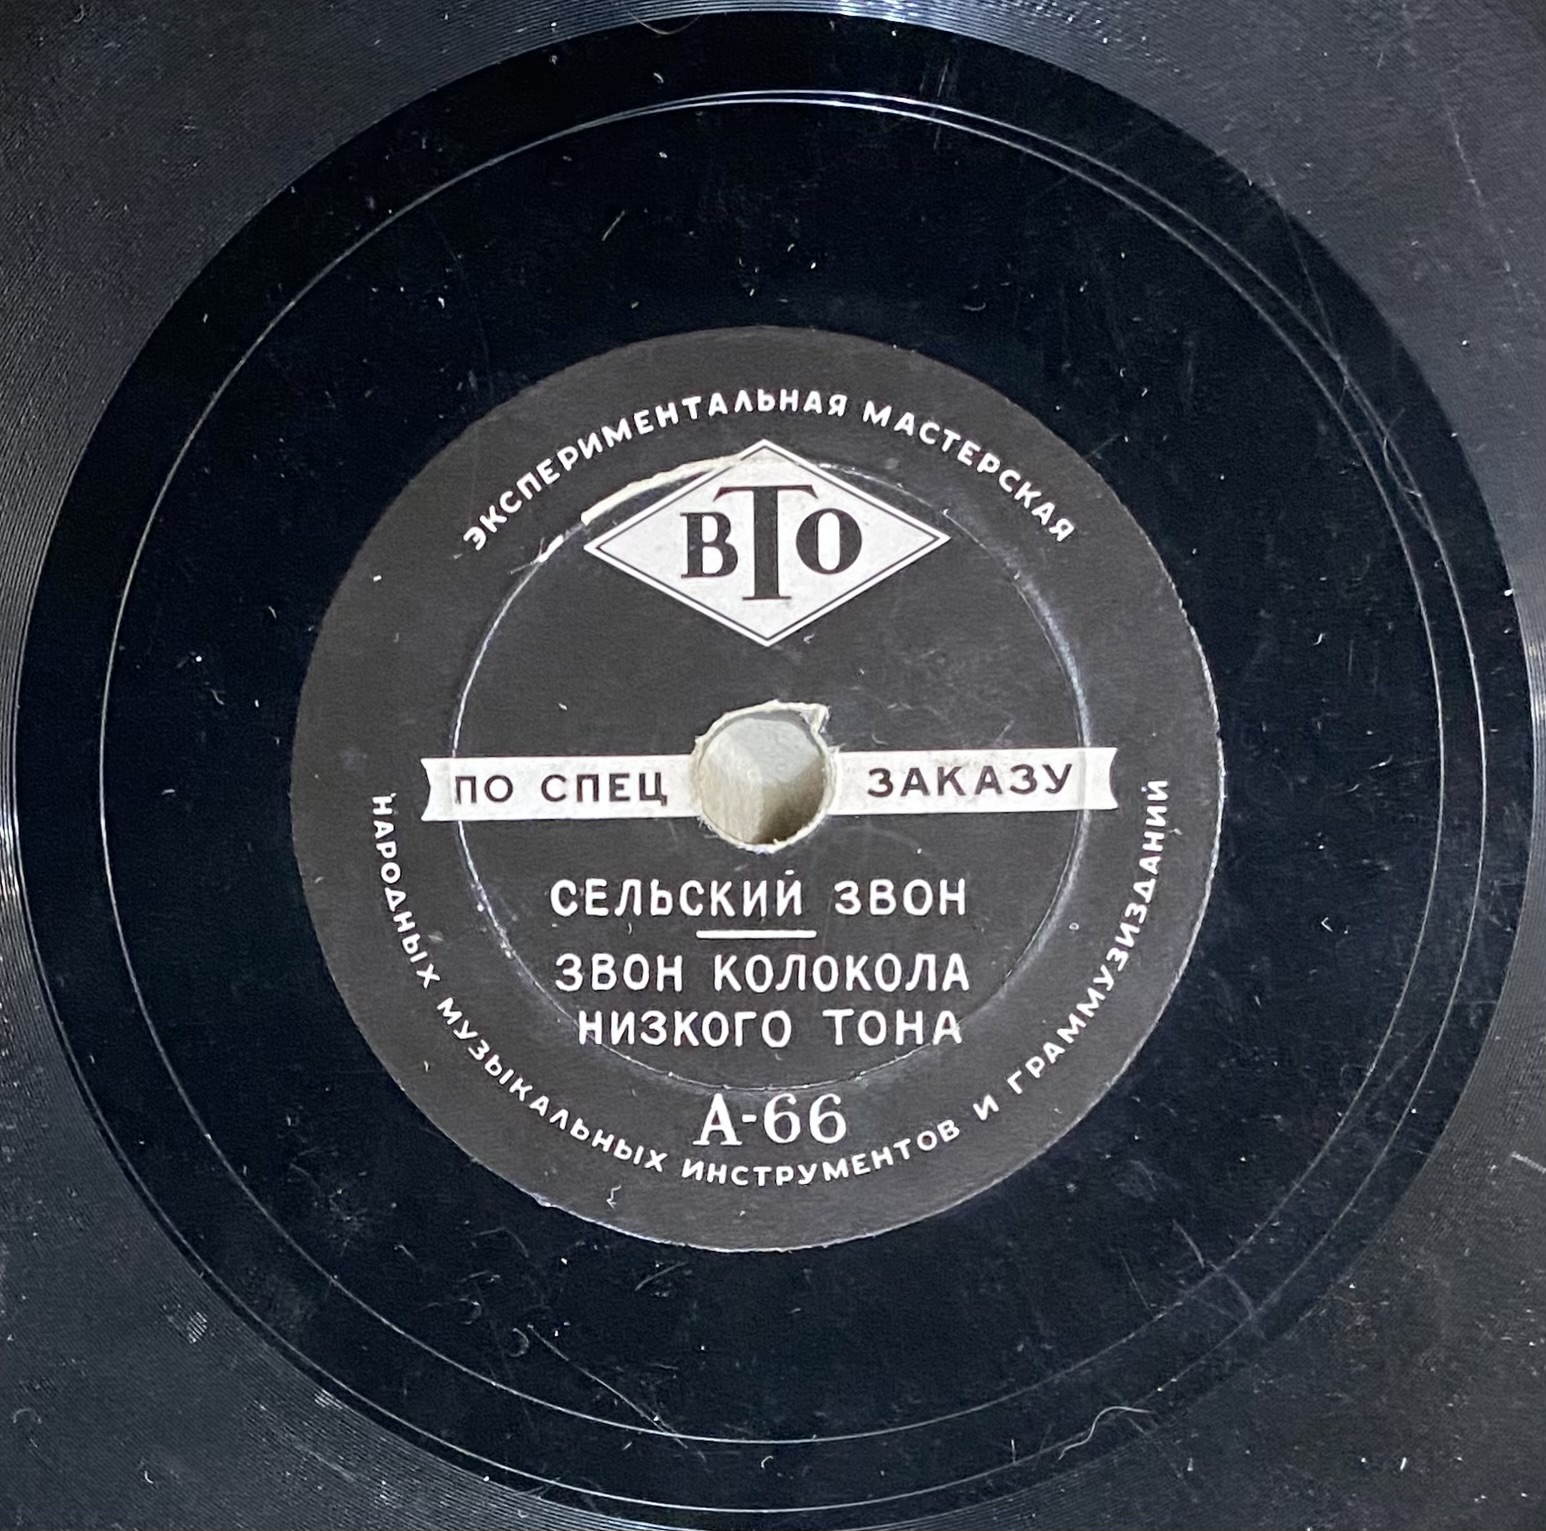 ЭКСПЕРИМЕНТАЛЬНАЯ МАСТЕРСКАЯ
ВТО
ПО СПЕЦ ЗАКАЗУ
СЕЛЬСКИЙ ЗВОН
ЗВОН КОЛОКОЛА
НИЗКОГО ТОНА
А-66
НАРОДНЫХ МУЗЫКАЛЬНЫХ ИНСТРУМЕНТОВ И ГРАММУЗИЗДАНИЙ